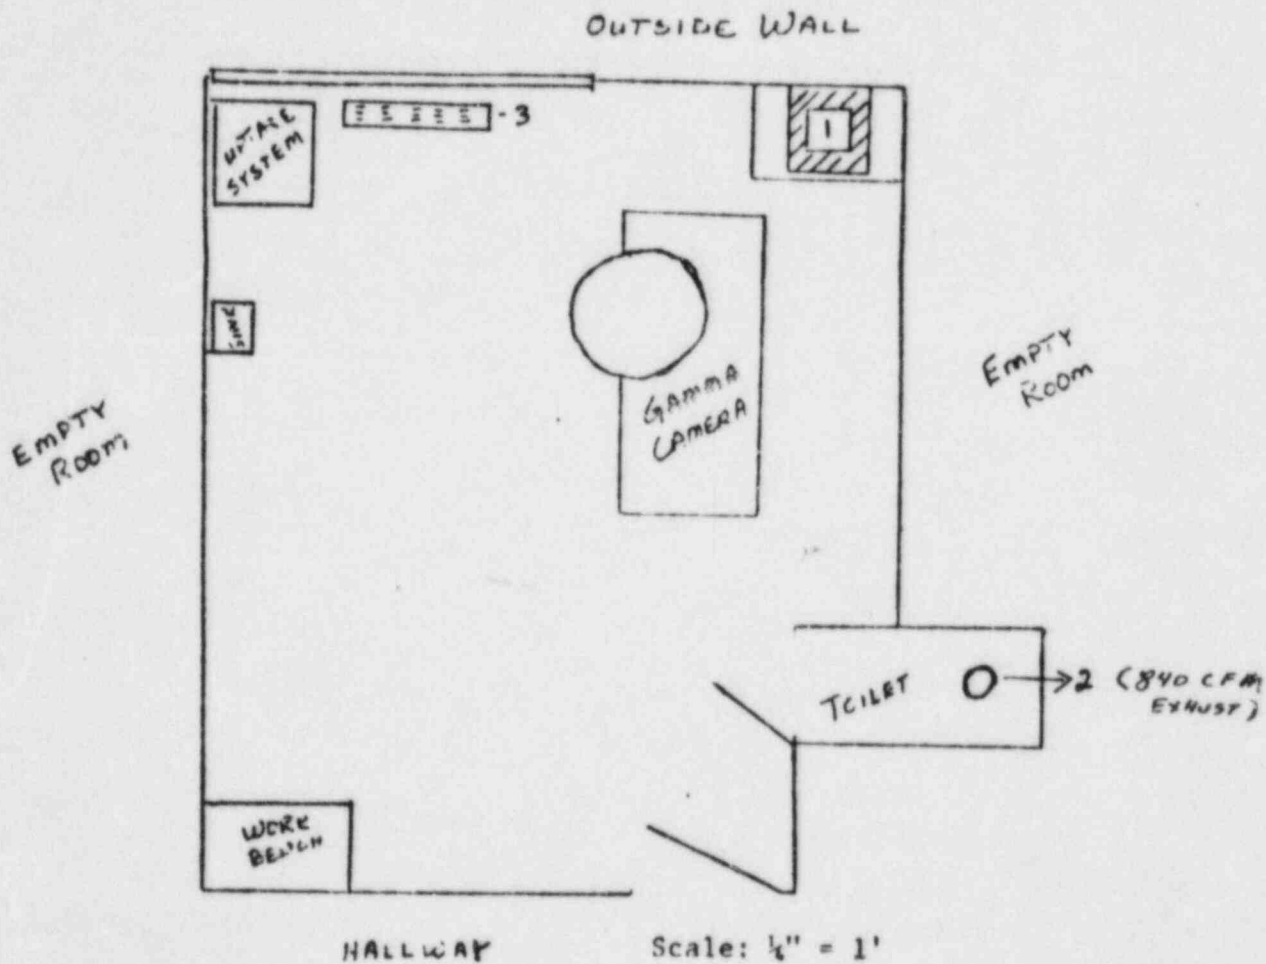 OUTSIDE WALL
UPTAKE
SYSTEM
- 3
1
SINK
GAMMA
CAMERA
EMPTY
ROOM
EMPTY
ROOM
TOILET
2 (840 CFM
EXHUST)
WORK
BENCH
HALLWAY
Scale: ¼" = 1'